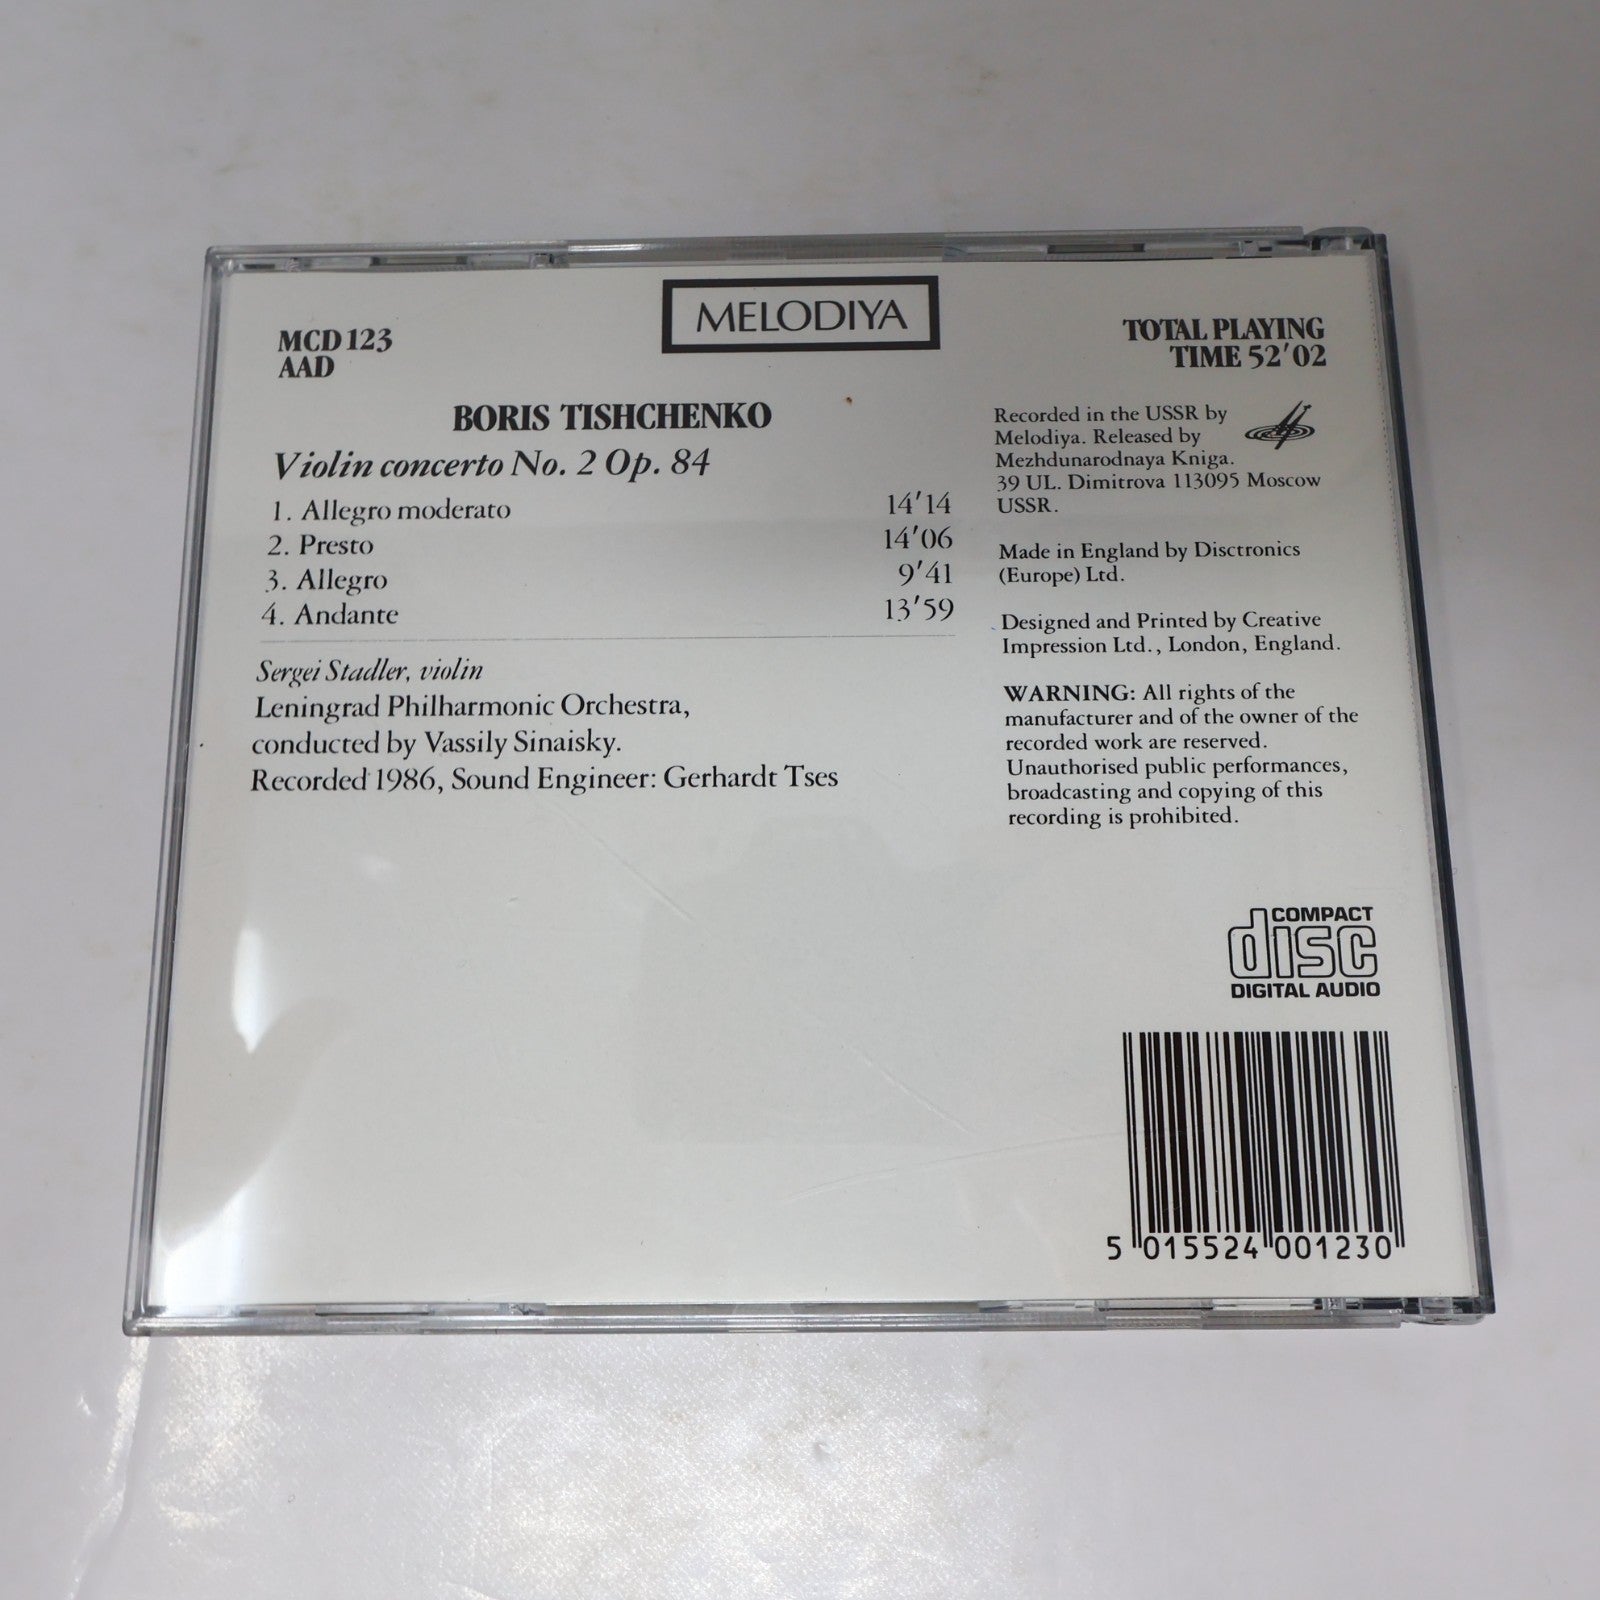 MELODIYA
MCD 123
AAD
TOTAL PLAYING
TIME 52'02
BORIS TISHCHENKO
Violin concerto No. 2 Op. 84
1. Allegro moderato 14'14
2. Presto 14'06
3. Allegro 9'41
4. Andante 13'59
Sergei Stadler, violin
Leningrad Philharmonic Orchestra,
conducted by Vassily Sinaisky.
Recorded 1986, Sound Engineer: Gerhardt Tses
Recorded in the USSR by
Melodiya. Released by
Mezhdunarodnaya Kniga.
39 UL. Dimitrova 113095 Moscow
USSR.
Made in England by Disctronics
(Europe) Ltd.
Designed and Printed by Creative
Impression Ltd., London, England.
WARNING: All rights of the
manufacturer and of the owner of the
recorded work are reserved.
Unauthorised public performances,
broadcasting and copying of this
recording is prohibited.
COMPACT
disc
DIGITAL AUDIO
5 015524 001230